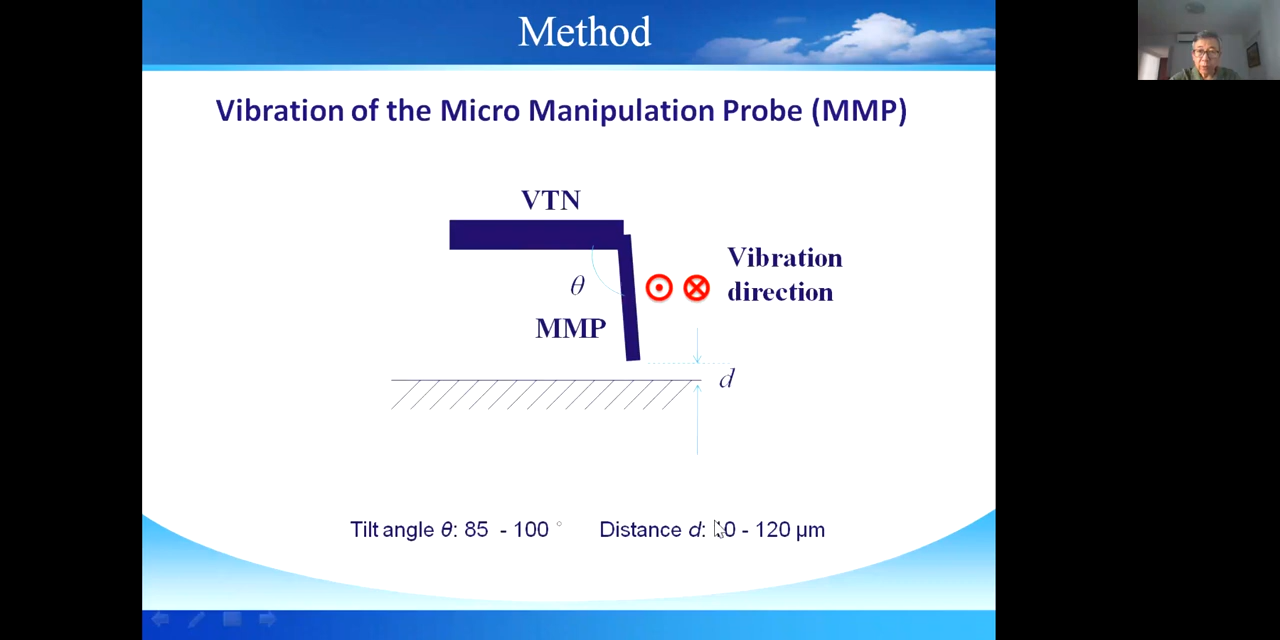 Method
Vibration of the Micro Manipulation Probe (MMP)
VTN
Vibration
direction
θ
MMP
d
Tilt angle θ: 85 - 100 ° Distance d: - 120 μm